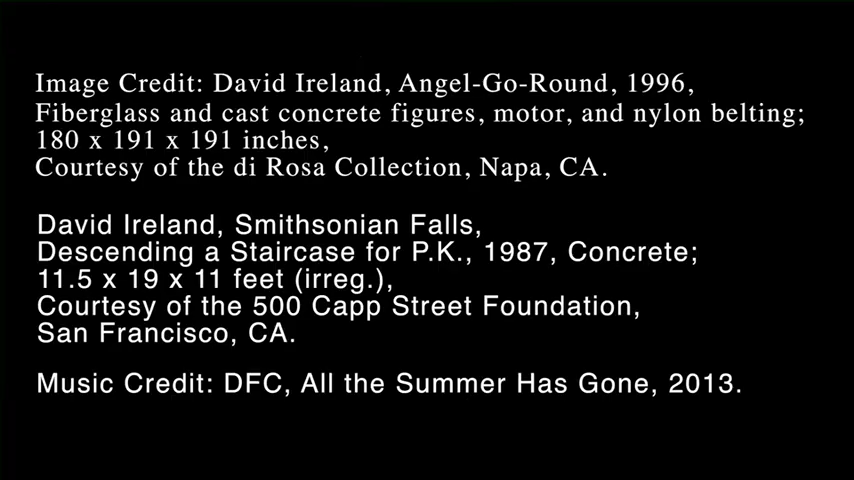 Image Credit: David Ireland, Angel-Go-Round, 1996,
Fiberglass and cast concrete figures, motor, and nylon belting;
180 x 191 x 191 inches,
Courtesy of the di Rosa Collection, Napa, CA.
David Ireland, Smithsonian Falls,
Descending a Staircase for P.K., 1987, Concrete;
11.5 x 19 x 11 feet (irreg.),
Courtesy of the 500 Capp Street Foundation,
San Francisco, CA.
Music Credit: DFC, All the Summer Has Gone, 2013.